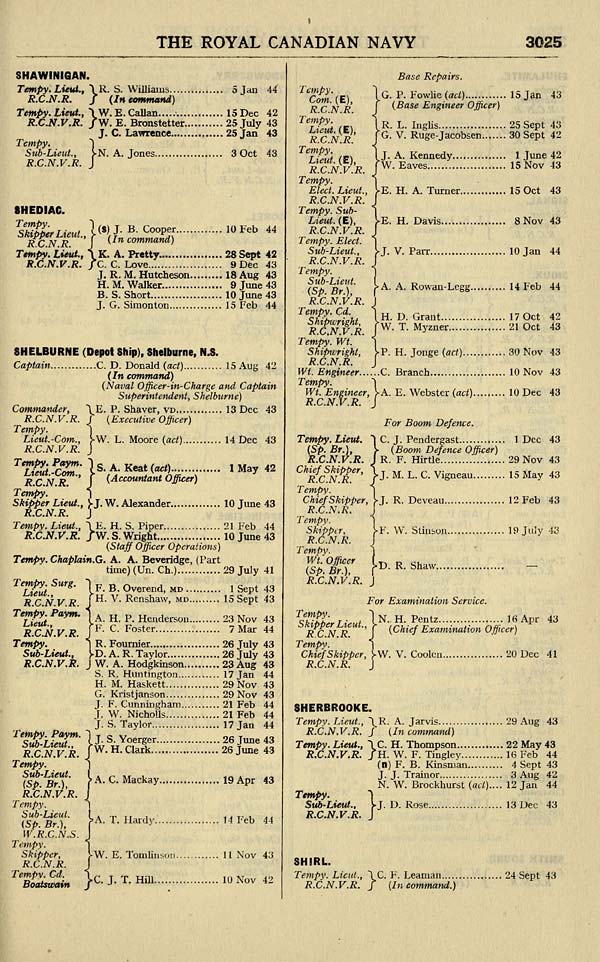 THE ROYAL CANADIAN NAVY 3025
SHAWINIGAN.
Tempy. Lieut., R. S. Williams............... 5 Jan 44
R.C.N.R. (In command)
Tempy. Lieut., W. E. Callan................. 15 Dec 42
R.C.N.V.R. W. E. Bronstetter............ 25 July 43
J. C. Lawrence................ 25 Jan 43
Tempy.
Sub-Lieut., N. A. Jones.................... 3 Oct 43
R.C.N.V.R.
SHEDIAC.
Tempy.
Skipper Lieut., (s) J. B. Cooper............. 10 Feb 44
R.C.N.R. (In command)
Tempy. Lieut., K. A. Pretty.................. 28 Sept 42
R.C.N.V.R. C. C. Love..................... 9 Dec 43
J. R. M. Hutcheson.......... 18 Aug 43
H. M. Walker................. 9 June 43
B. S. Short.................... 10 June 43
J. G. Simonton............... 15 Feb 44
SHELBURNE (Depot Ship), Shelburne, N.S.
Captain.............C. D. Donald (act)........... 15 Aug 42
(In command)
(Naval Officer-in-Charge and Captain
Superintendent, Shelburne)
Commander, E. P. Shaver, VD.............. 13 Dec 43
R.C.N.V.R. (Executive Officer)
Tempy.
Lieut.-Com., W. L. Moore (act)............ 14 Dec 43
R.C.N.V.R.
Tempy. Paym.
Lieut.-Com., S. A. Keat (act).............. 1 May 42
R.C.N.R. (Accountant Officer)
Tempy.
Skipper Lieut., J. W. Alexander............. 10 June 43
R.C.N.R.
Tempy. Lieut., E. H. S. Piper................ 21 Feb 44
R.C.N.V.R. W. S. Wright................. 10 June 43
(Staff Officer Operations)
Tempy. Chaplain.G. A. A. Beveridge, (Part
time) (Un. Ch.)............ 29 July 41
Tempy. Surg.
Lieut., F. B. Overend, MD .......... 1 Sept 43
R.C.N.V.R. H. V. Renshaw, MD......... 15 Sept 43
Tempy. Paym.
Lieut., A. H. P. Henderson......... 23 Nov 43
R.C.N.V.R. F. C. Foster................... 7 Mar 44
Tempy. R. Fournier.................... 26 July 43
Sub-Lieut., D. A. R. Taylor............... 26 July 43
R.C.N.V.R. W. A. Hodgkinson........... 23 Aug 43
S. R. Huntington............ 17 Jan 44
H. M. Haskett................ 29 Nov 43
G. Kristjanson................ 29 Nov 43
J. F. Cunningham........... 21 Feb 44
J. W. Nicholls................. 21 Feb 44
J. S. Taylor.................... 17 Jan 44
Tempy. Paym.
Sub-Lieut., J. S. Yoerger.................. 26 June 43
R.C.N.V.R. W. H. Clark................... 26 June 43
Tempy.
Sub-Lieut.
(Sp. Br.), A. C. Mackay................. 19 Apr 43
R.C.N.V.R.
Tempy.
Sub-Lieut.
(Sp. Br.), A. T. Hardy................... 14 Feb 44
W.R.C.N.S.
Tempy.
Skipper, W. E. Tomlinson............ 11 Nov 43
R.C.N.R.
Tempy. Cd.
Boatswain C. J. T. Hill................... 10 Nov 42
Base Repairs.
Tempy.
Com. (E), G. P. Fowlie (act)............ 15 Jan 43
R.C.N.R. (Base Engineer Officer)
Tempy.
Lieut. (E), R. L. Inglis.................... 25 Sept 43
R.C.N.R. G. V. Ruge-Jacobsen....... 30 Sept 42
Tempy.
Lieut. (E), J. A. Kennedy................. 1 June 42
R.C.N.V.R. W. Eaves...................... 15 Nov 43
Tempy.
Elect. Lieut., E. H. A. Turner.............. 15 Oct 43
R.C.N.V.R.
Tempy. Sub-
Lieut. (E), E. H. Davis................... 8 Nov 43
R.C.N.V.R.
Tempy. Elect.
Sub-Lieut., J. V. Parr...................... 10 Jan 44
R.C.N.V.R.
Tempy.
Sub-Lieut.
(Sp. Br.), A. A. Rowan-Legg.......... 14 Feb 44
R.C.N.V.R.
Tempy. Cd.
Shipwright, H. D. Grant.................. 17 Oct 42
R.C.N.V.R. W. T. Myzner................ 21 Oct 43
Tempy. Wt.
Shipwright, P. H. Jonge (act)............ 30 Nov 43
R.C.N.R.
Wt. Engineer......C. Branch..................... 10 Nov 43
Tempy.
Wt. Engineer, A. E. Webster (act)......... 10 Dec 43
R.C.N.V.R.
For Boom Defence.
Tempy. Lieut. C. J. Pendergast.............. 1 Dec 43
(Sp. Br.), (Boom Defence Officer)
R.C.N.V.R. R. F. Hirtle................... 29 Nov 43
Chief Skipper, J. M. L. C. Vigneau......... 15 May 43
R.C.N.R.
Tempy.
Chief Skipper, J. R. Deveau.................. 12 Feb 43
R.C.N.R.
Tempy.
Skipper, F. W. Stinson................. 19 July 43
R.C.N.R.
Tempy.
Wt. Officer D. R. Shaw.................... —
(Sp. Br.),
R.C.N.V.R.
For Examination Service.
Tempy.
Skipper Lieut., N. H. Pentz................... 16 Apr 43
R.C.N.R. (Chief Examination Officer)
Tempy.
Chief Skipper, W. V. Coolen................. 20 Dec 41
R.C.N.R.
SHERBROOKE.
Tempy. Lieut., R. A. Jarvis................... 29 Aug 43
R.C.N.V.R. (In command)
Tempy. Lieut., C. H. Thompson............. 22 May 43
R.C.N.V.R. H. W. F. Tingley............. 16 Feb 44
(n) F. B. Kinsman........... 4 Sept 43
J. J. Trainor................... 3 Aug 42
N. W. Brockhurst (act).... 12 Jan 44
Tempy.
Sub-Lieut., J. D. Rose...................... 13 Dec 43
R.C.N.V.R.
SHIRL.
Tempy. Lieut., C. F. Leaman.................. 24 Sept 43
R.C.N.V.R. (In command.)